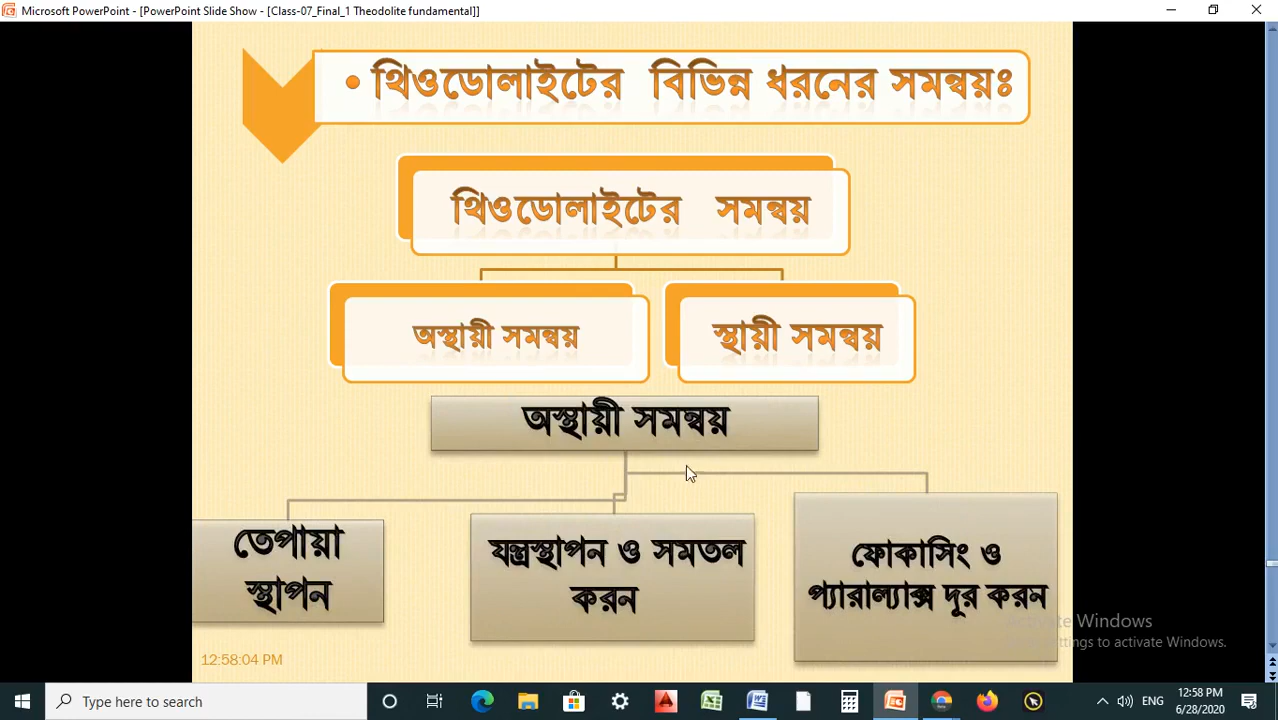 Microsoft PowerPoint - [PowerPoint Slide Show - [Class-07_Final_1 Theodolite fundamental]]
• থিওডোলাইটের বিভিন্ন ধরনের সমন্বয়ঃ
থিওডোলাইটের সমন্বয়
অস্থায়ী সমন্বয়
স্থায়ী সমন্বয়
অস্থায়ী সমন্বয়
তেপায়া
স্থাপন
যন্ত্রস্থাপন ও সমতল
করন
ফোকাসিং ও
প্যারাল্যাক্স দূর করন
Activate Windows
ettings to activate Windows.
12:58:04 PM
Type here to search
ENG
12:58 PM
6/28/2020